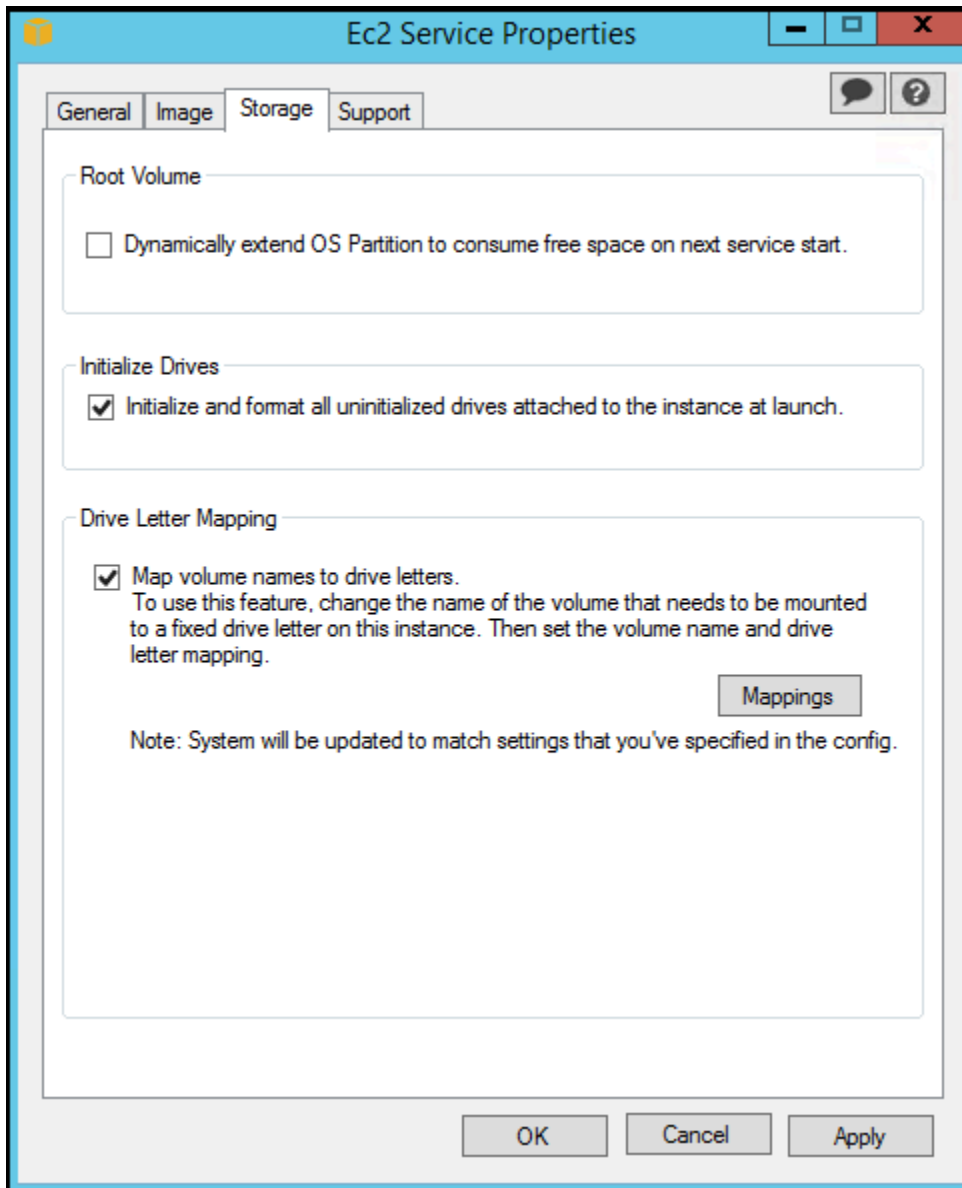 Ec2 Service Properties
General Image Storage Support
Root Volume
Dynamically extend OS Partition to consume free space on next service start.
Initialize Drives
Initialize and format all uninitialized drives attached to the instance at launch.
Drive Letter Mapping
Map volume names to drive letters.
To use this feature, change the name of the volume that needs to be mounted
to a fixed drive letter on this instance. Then set the volume name and drive
letter mapping.
Mappings
Note: System will be updated to match settings that you've specified in the config.
OK Cancel Apply